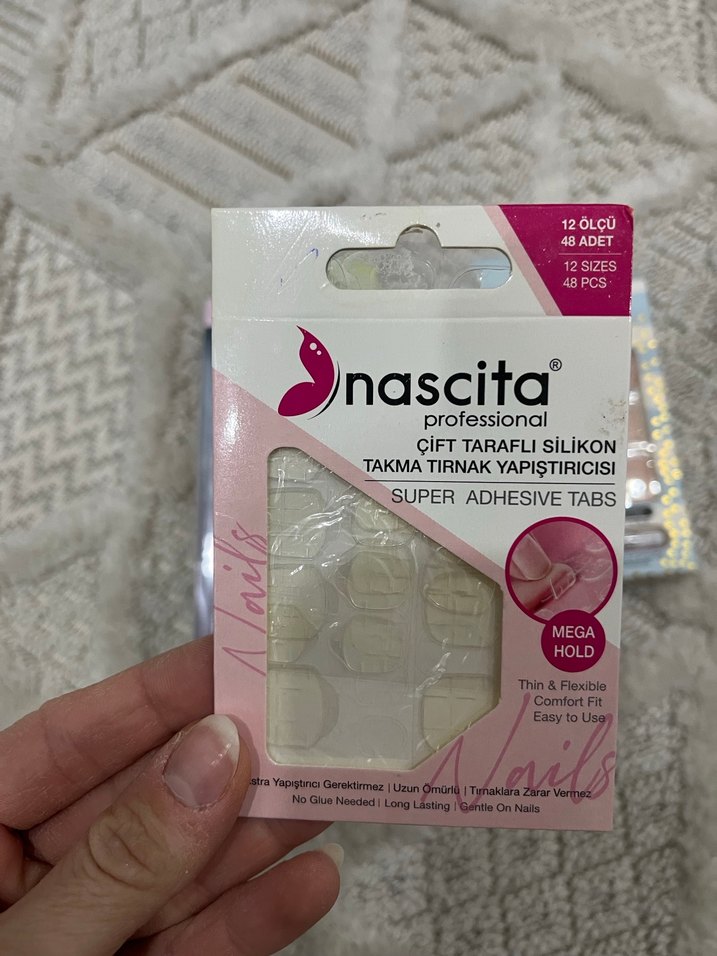 12 ÖLÇÜ
48 ADET
12 SIZES
48 PCS
nascita®
professional
ÇİFT TARAFLI SİLİKON
TAKMA TIRNAK YAPIŞTIRICISI
SUPER ADHESIVE TABS
Nails
MEGA
HOLD
Thin & Flexible
Comfort Fit
Easy to Use
Nails
Yapıştırıcı Gerektirmez | Uzun Ömürlü | Tırnaklara Zarar Vermez
No Glue Needed | Long Lasting | Gentle On Nails